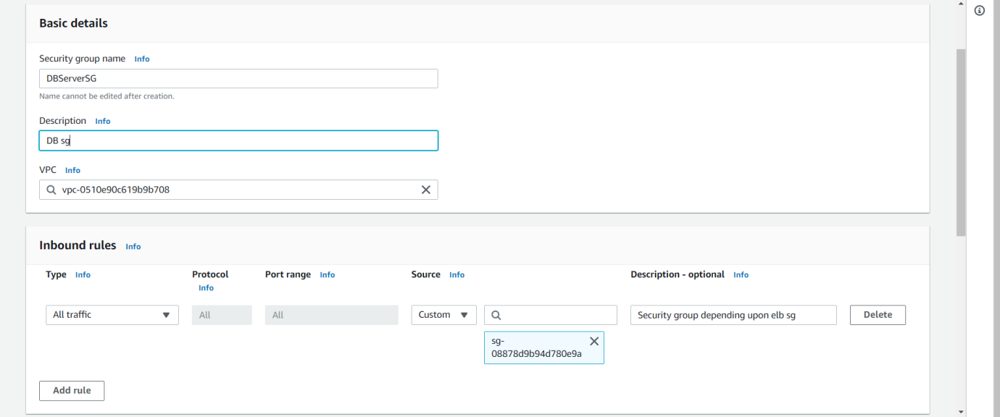 Basic details
Security group name Info
DBServerSG
Name cannot be edited after creation.
Description Info
DB sg
VPC Info
vpc-0510e90c619b9b708
Inbound rules Info
Type Info Protocol Port range Info Source Info Description - optional Info
Info
All traffic All All Custom Security group depending upon elb sg Delete
sg-
08878d9b94d780e9a
Add rule